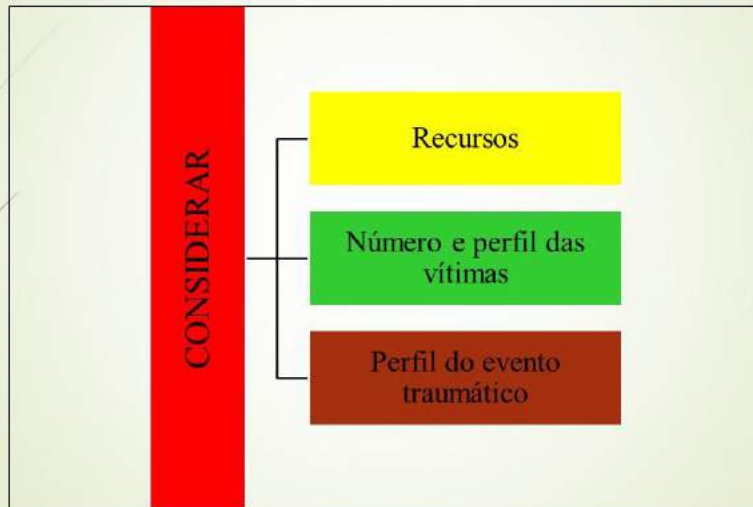 CONSIDERAR
Recursos
Número e perfil das
vítimas
Perfil do evento
traumático